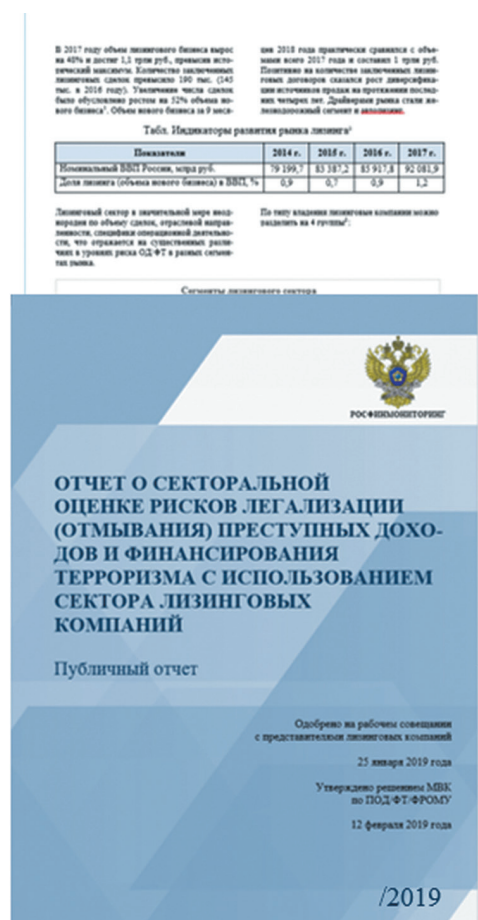 В 2017 году объем лизингового бизнеса вырос
на 48% и достиг 1,1 трлн руб., превысив исто-
рический максимум. Количество заключенных
лизинговых сделок превысило 190 тыс. (145
тыс. в 2016 году). Увеличение числа сделок
было обусловлено ростом на 52% объема но-
вого бизнеса¹. Объем нового бизнеса за 9 меся-
цев 2018 года практически сравнялся с объе-
мами всего 2017 года и составил 1 трлн руб.
Позитивно на количестве заключенных лизин-
говых договоров сказался рост диверсифика-
ции источников продаж на протяжении послед-
них четырех лет. Драйверами рынка стали же-
лезнодорожный сегмент и автолизинг.
Табл. Индикаторы развития рынка лизинга²
Показатели 2014 г. 2015 г. 2016 г. 2017 г.
Номинальный ВВП России, млрд руб. 79 199,7 83 387,2 85 917,8 92 081,9
Доля лизинга (объема нового бизнеса) в ВВП, % 0,9 0,7 0,9 1,2
Лизинговый сектор в значительной мере неод-
нороден по объему сделок, отраслевой направ-
ленности, специфики операционной деятельно-
сти, что отражается на существенных разли-
чиях в уровнях риска ОД/ФТ в разных сегмен-
тах рынка.
По типу владения лизинговые компании можно
разделить на 4 группы³:
Сегменты лизингового сектора
РОСФИНМОНИТОРИНГ
ОТЧЕТ О СЕКТОРАЛЬНОЙ
ОЦЕНКЕ РИСКОВ ЛЕГАЛИЗАЦИИ
(ОТМЫВАНИЯ) ПРЕСТУПНЫХ ДОХО-
ДОВ И ФИНАНСИРОВАНИЯ
ТЕРРОРИЗМА С ИСПОЛЬЗОВАНИЕМ
СЕКТОРА ЛИЗИНГОВЫХ
КОМПАНИЙ
Публичный отчет
Одобрено на рабочем совещании
с представителями лизинговых компаний
25 января 2019 года
Утверждено решением МВК
по ПОД/ФТ/ФРОМУ
12 февраля 2019 года
/2019